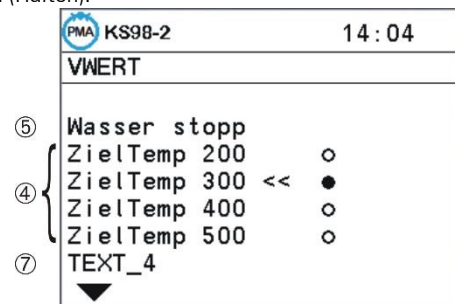 (Halten).
PMA KS98-2 14:04
VWERT
⑤ Wasser stopp
ZielTemp 200
④ ZielTemp 300 <<
ZielTemp 400
ZielTemp 500
⑦ TEXT_4